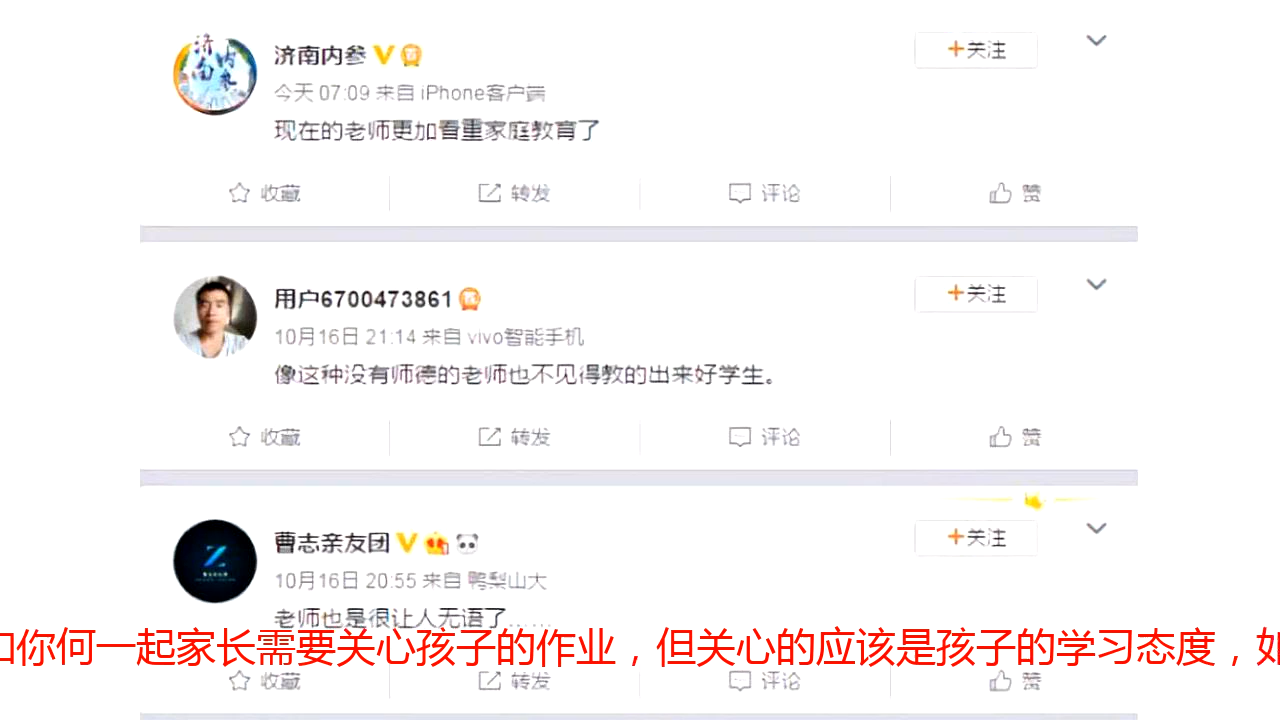 济南内参
+关注
今天 07:09 来自 iPhone客户端
现在的老师更加看重家庭教育了
收藏 转发 评论 赞
用户6700473861
+关注
10月16日 21:14 来自 vivo智能手机
像这种没有师德的老师也不见得教的出来好学生。
收藏 转发 评论 赞
曹志亲友团
+关注
10月16日 20:55 来自 鸭梨山大
老师也是很让人无语了……
你何一起家长需要关心孩子的作业，但关心的应该是孩子的学习态度，
收藏 转发 评论 赞